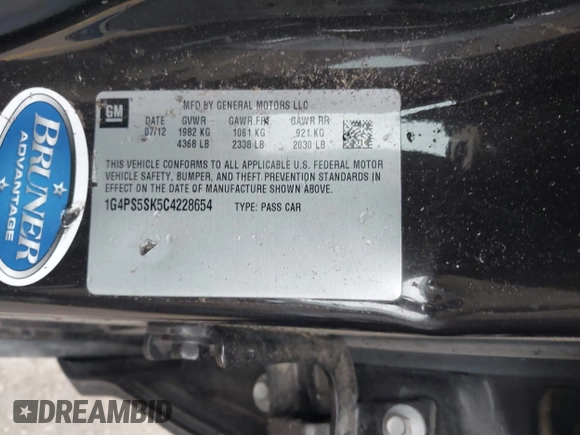 GM
MFD BY GENERAL MOTORS LLC
DATE GVWR GAWR FRT GAWR RR
07/12 1982 KG 1061 KG 921 KG
4368 LB 2338 LB 2030 LB
THIS VEHICLE CONFORMS TO ALL APPLICABLE U.S. FEDERAL MOTOR
VEHICLE SAFETY, BUMPER, AND THEFT PREVENTION STANDARDS IN
EFFECT ON THE DATE OF MANUFACTURE SHOWN ABOVE.
1G4PS5SK5C4228654 TYPE: PASS CAR
BRUNER
ADVANTAGE
DREAMBID